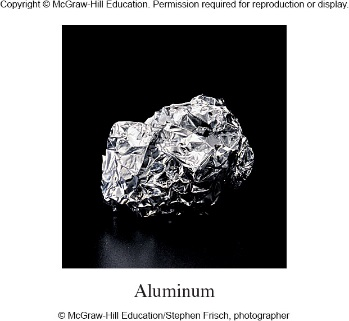 Copyright © McGraw-Hill Education. Permission required for reproduction or display.
Aluminum
© McGraw-Hill Education/Stephen Frisch, photographer